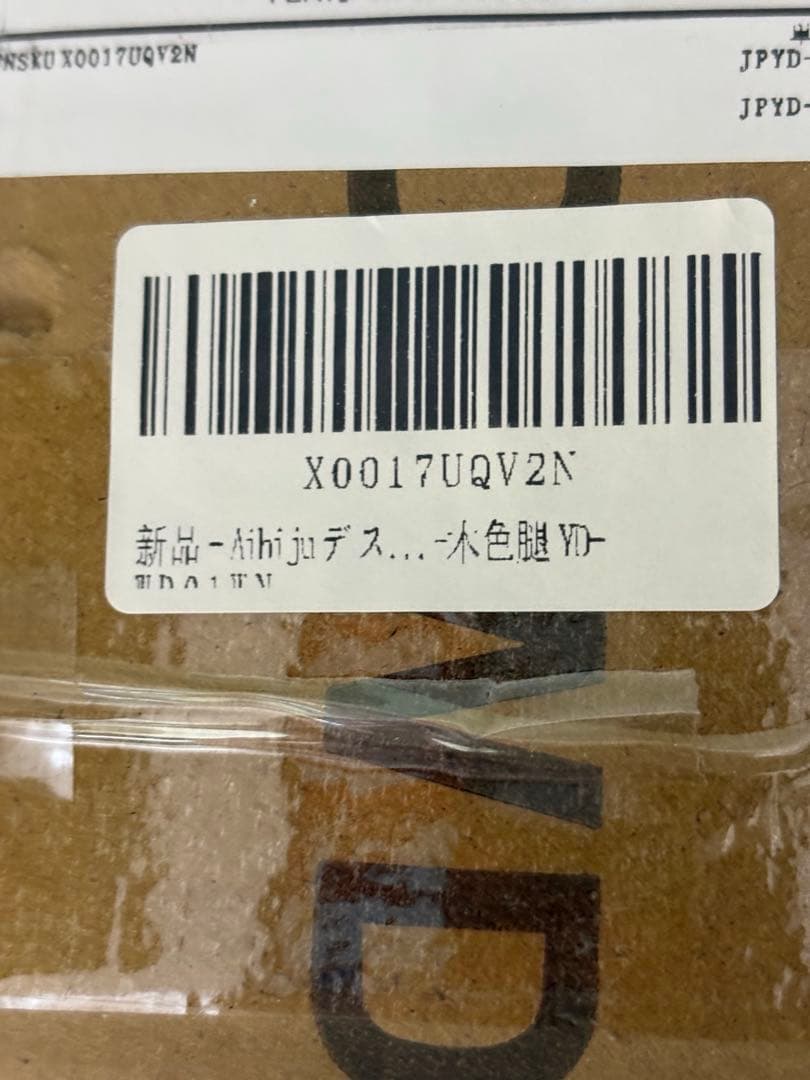 FNSKU X0017UQV2N
JPYD-
JPYD-
X0017UQV2N
新品 -Aihijuデス...-木色腿 YD-
WD